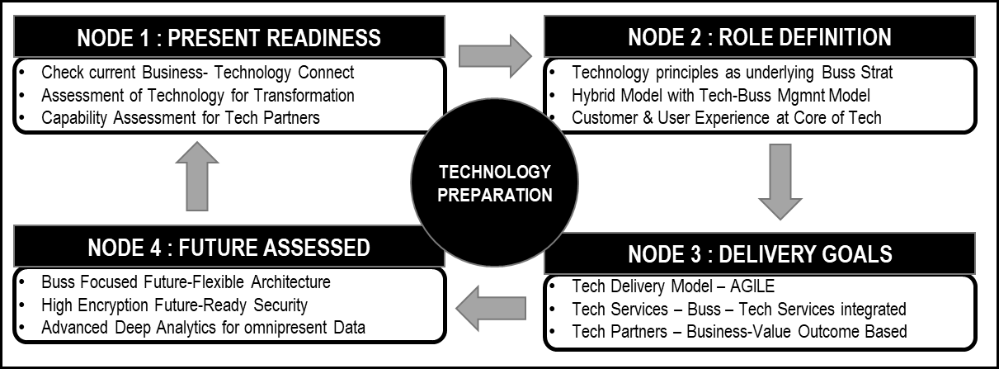 NODE 1 : PRESENT READINESS
• Check current Business- Technology Connect
• Assessment of Technology for Transformation
• Capability Assessment for Tech Partners
NODE 2 : ROLE DEFINITION
• Technology principles as underlying Buss Strat
• Hybrid Model with Tech-Buss Mgmnt Model
• Customer & User Experience at Core of Tech
TECHNOLOGY
PREPARATION
NODE 4 : FUTURE ASSESSED
• Buss Focused Future-Flexible Architecture
• High Encryption Future-Ready Security
• Advanced Deep Analytics for omnipresent Data
NODE 3 : DELIVERY GOALS
• Tech Delivery Model – AGILE
• Tech Services – Buss – Tech Services integrated
• Tech Partners – Business-Value Outcome Based